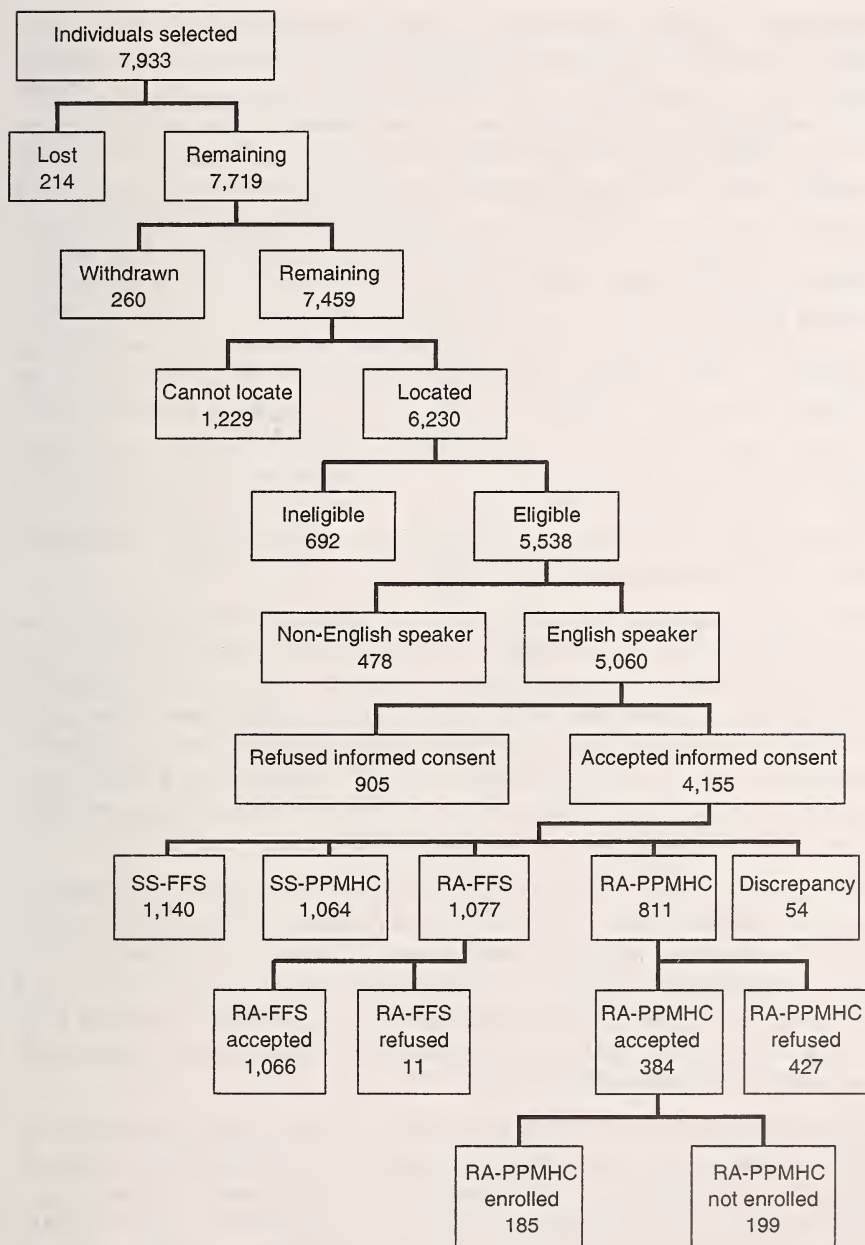 Individuals selected
7,933
Lost
214
Remaining
7,719
Withdrawn
260
Remaining
7,459
Cannot locate
1,229
Located
6,230
Ineligible
692
Eligible
5,538
Non-English speaker
478
English speaker
5,060
Refused informed consent
905
Accepted informed consent
4,155
SS-FFS
1,140
SS-PPMHC
1,064
RA-FFS
1,077
RA-PPMHC
811
Discrepancy
54
RA-FFS
accepted
1,066
RA-FFS
refused
11
RA-PPMHC
accepted
384
RA-PPMHC
refused
427
RA-PPMHC
enrolled
185
RA-PPMHC
not enrolled
199